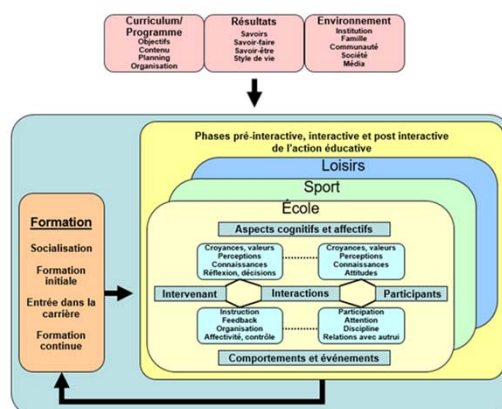 Curriculum/
Programme
Objectifs
Contenu
Planning
Organisation
Résultats
Savoirs
Savoir-faire
Savoir-être
Style de vie
Environnement
Institution
Famille
Communauté
Société
Média
Phases pré-interactive, interactive et post interactive
de l'action éducative
Loisirs
Sport
École
Aspects cognitifs et affectifs
Croyances, valeurs
Perceptions
Connaissances
Réflexion, décisions
Croyances, valeurs
Perceptions
Connaissances
Attitudes
Intervenant
Interactions
Participants
Instruction
Feedback
Organisation
Affectivité, contrôle
Participation
Attention
Discipline
Relations avec autrui
Comportements et événements
Formation
Socialisation
Formation
initiale
Entrée dans la
carrière
Formation
continue